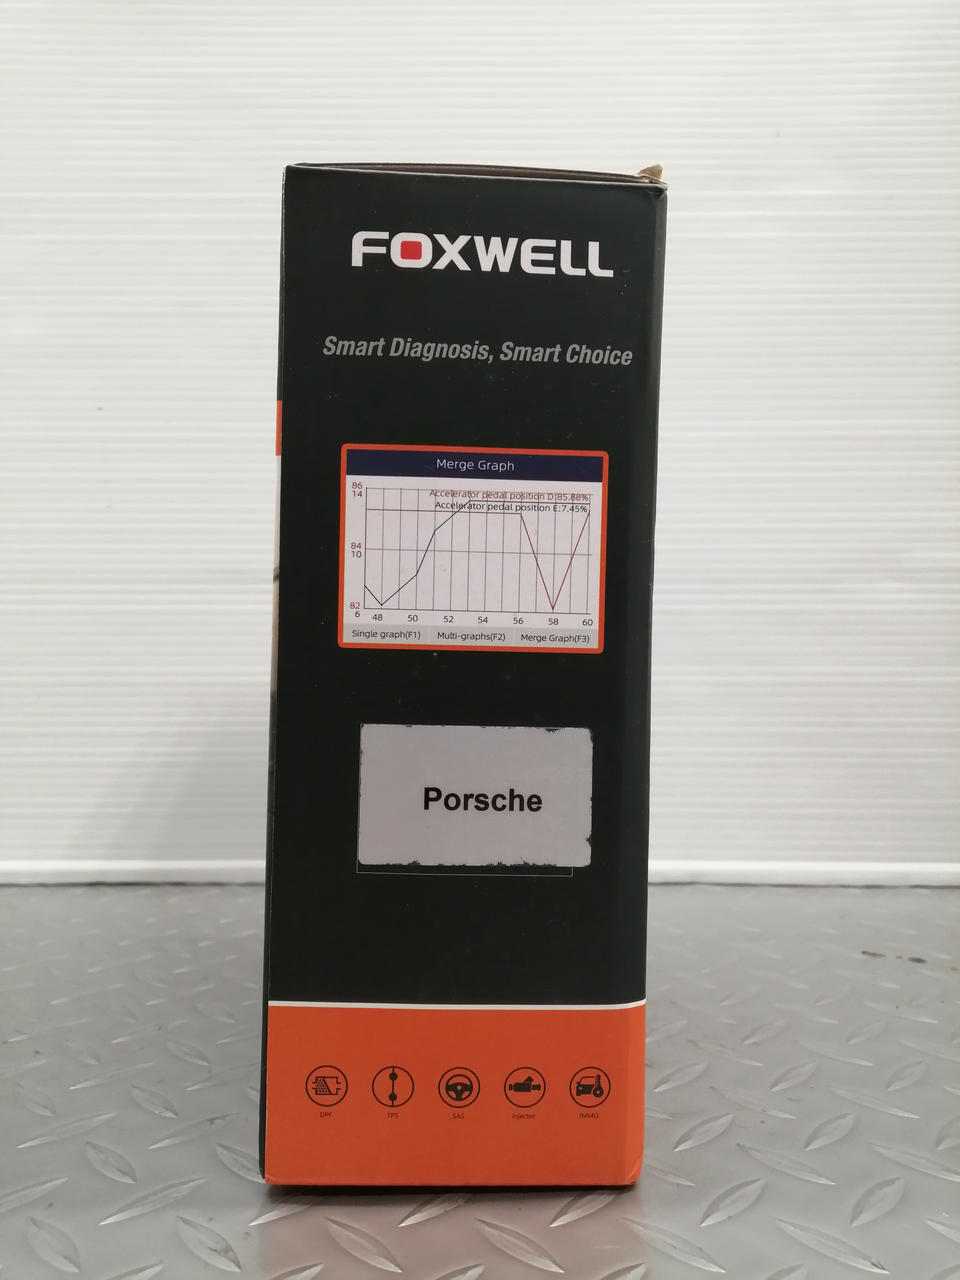 FOXWELL
Smart Diagnosis, Smart Choice
Merge Graph
86
14
Accelerator pedal position D:85.88%
Accelerator pedal position E:7.45%
84
10
82
6
48 50 52 54 56 58 60
Single graph(F1) Multi-graphs(F2) Merge Graph(F3)
Porsche
DPF TPS SAS Injector IMMO